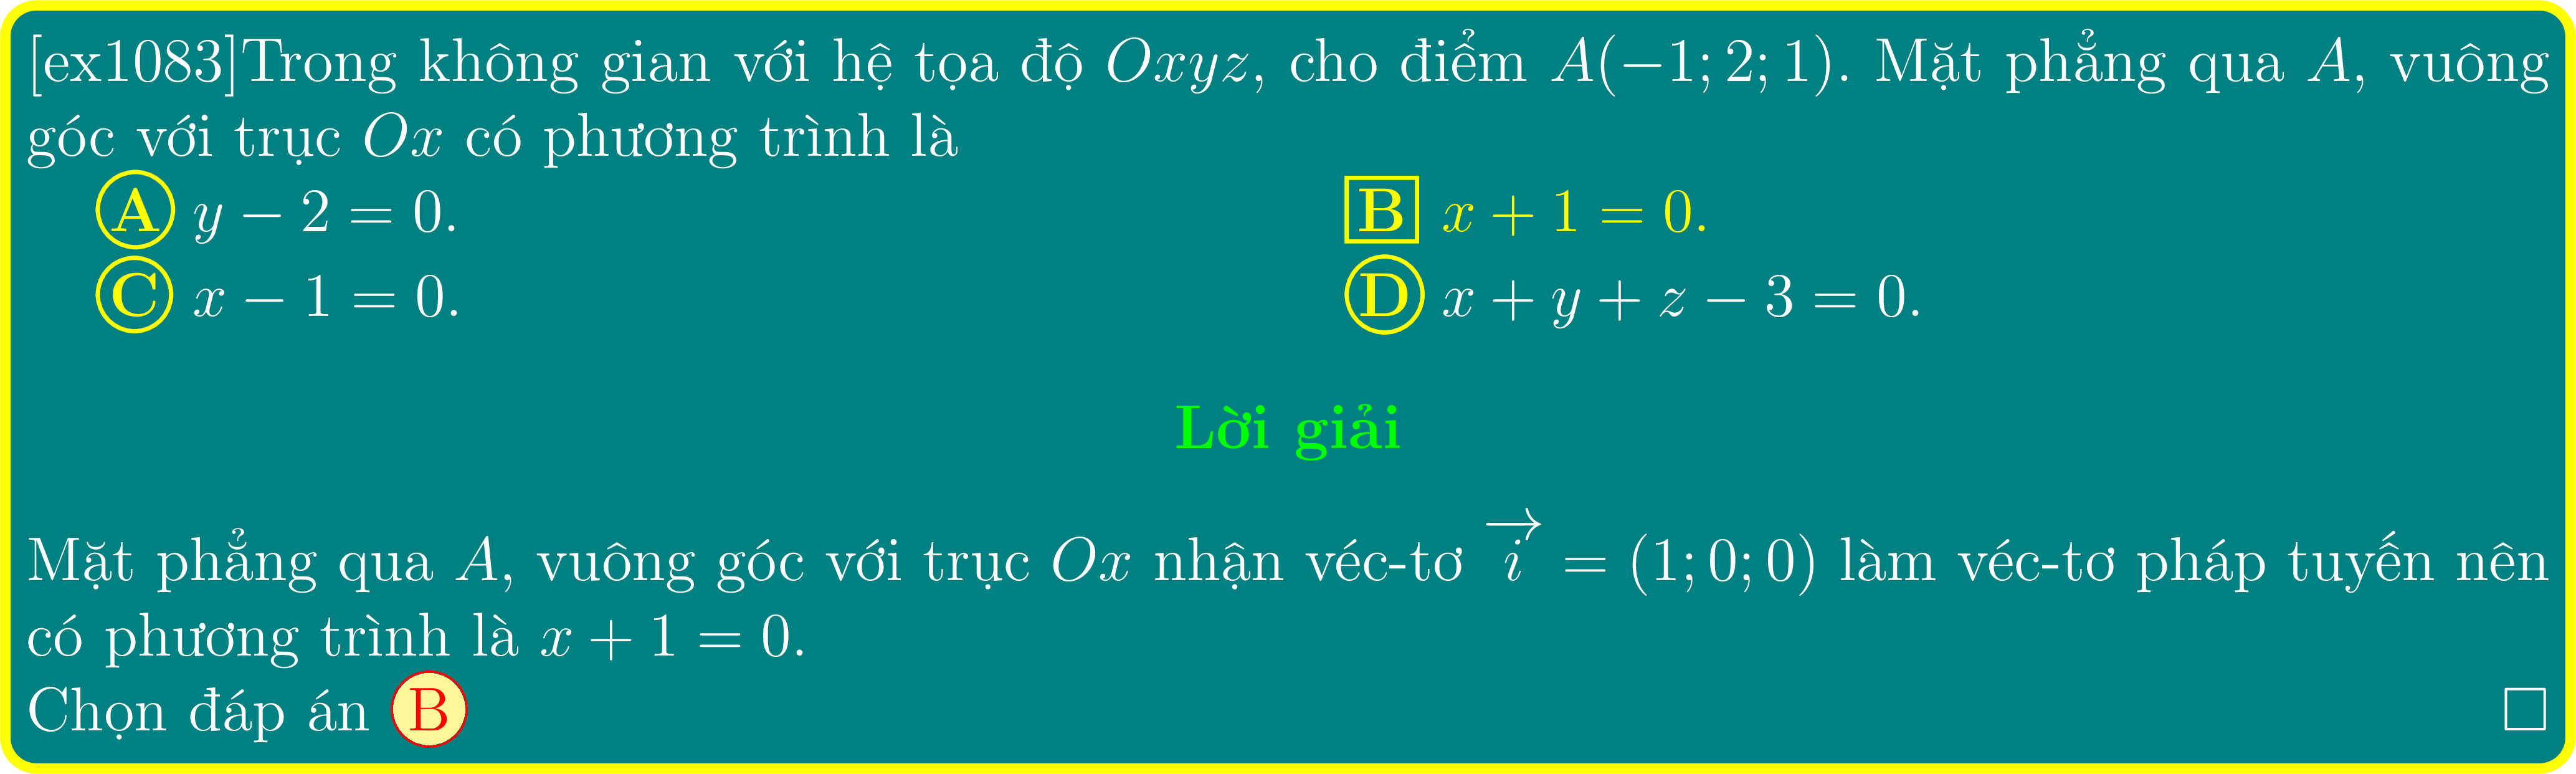 [ex1083]Trong không gian với hệ tọa độ Oxyz, cho điểm A(−1; 2; 1). Mặt phẳng qua A, vuông
góc với trục Ox có phương trình là
A y − 2 = 0. B x + 1 = 0.
C x − 1 = 0. D x + y + z − 3 = 0.
Lời giải
Mặt phẳng qua A, vuông góc với trục Ox nhận véc-tơ i⃗ = (1; 0; 0) làm véc-tơ pháp tuyến nên
có phương trình là x + 1 = 0.
Chọn đáp án B □